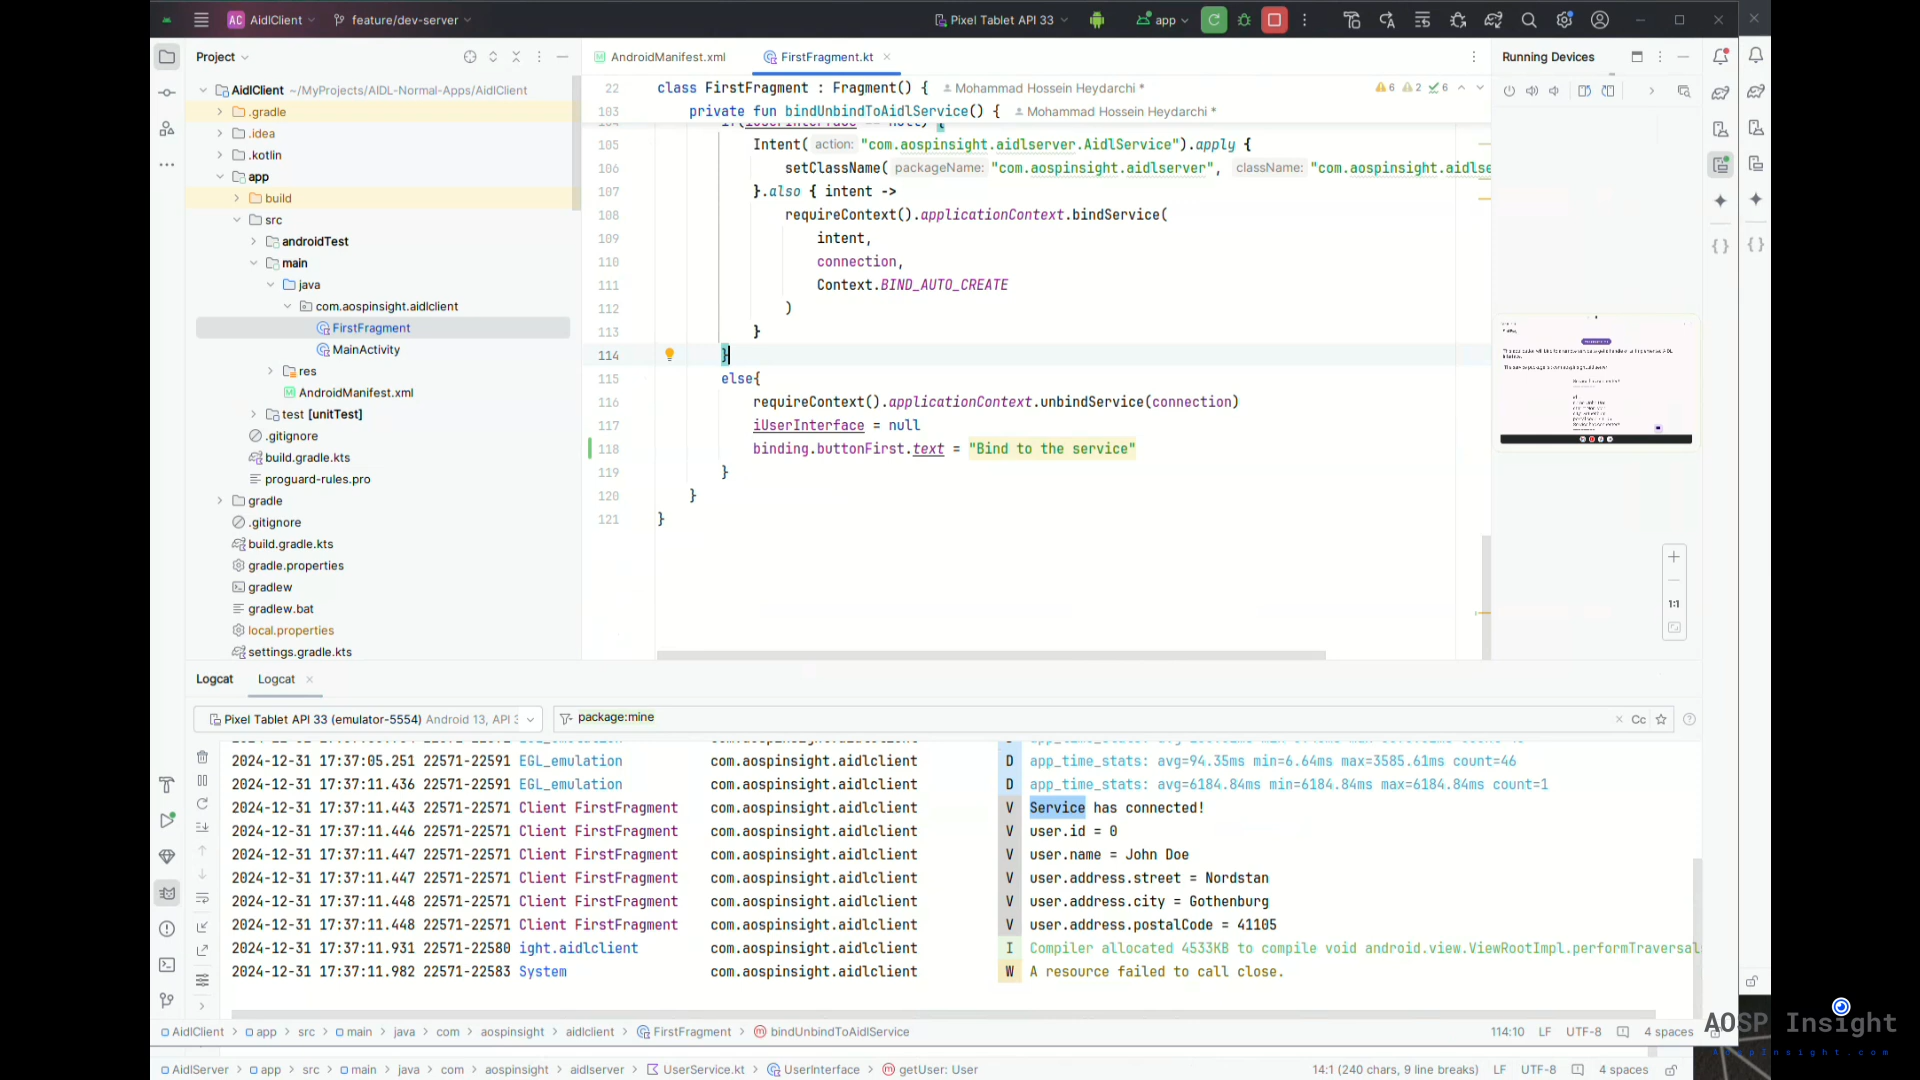 AC AidlClient
feature/dev-server
Pixel Tablet API 33
app
Project
AndroidManifest.xml
FirstFragment.kt
Running Devices
AidlClient ~/MyProjects/AIDL-Normal-Apps/AidlClient
.gradle
.idea
.kotlin
app
build
src
androidTest
main
java
com.aospinsight.aidlclient
FirstFragment
MainActivity
res
AndroidManifest.xml
test [unitTest]
.gitignore
build.gradle.kts
proguard-rules.pro
gradle
.gitignore
build.gradle.kts
gradle.properties
gradlew
gradlew.bat
local.properties
settings.gradle.kts
22 class FirstFragment : Fragment() { Mohammad Hossein Heydarchi *
6 2 6
103 private fun bindUnbindToAidlService() { Mohammad Hossein Heydarchi *
105 Intent( action: "com.aospinsight.aidlserver.AidlService").apply {
106 setClassName( packageName: "com.aospinsight.aidlserver", className: "com.aospinsight.aidlse
107 }.also { intent ->
108 requireContext().applicationContext.bindService(
109 intent,
110 connection,
111 Context.BIND_AUTO_CREATE
112 )
113 }
114 }
115 else{
116 requireContext().applicationContext.unbindService(connection)
117 iUserInterface = null
118 binding.buttonFirst.text = "Bind to the service"
119 }
120 }
121 }
1:1
Logcat
Logcat
Pixel Tablet API 33 (emulator-5554) Android 13, API 3
package:mine
Cc
2024-12-31 17:37:05.251 22571-22591 EGL_emulation com.aospinsight.aidlclient D app_time_stats: avg=94.35ms min=6.64ms max=3585.61ms count=46
2024-12-31 17:37:11.436 22571-22591 EGL_emulation com.aospinsight.aidlclient D app_time_stats: avg=6184.84ms min=6184.84ms max=6184.84ms count=1
2024-12-31 17:37:11.443 22571-22571 Client FirstFragment com.aospinsight.aidlclient V Service has connected!
2024-12-31 17:37:11.446 22571-22571 Client FirstFragment com.aospinsight.aidlclient V user.id = 0
2024-12-31 17:37:11.447 22571-22571 Client FirstFragment com.aospinsight.aidlclient V user.name = John Doe
2024-12-31 17:37:11.447 22571-22571 Client FirstFragment com.aospinsight.aidlclient V user.address.street = Nordstan
2024-12-31 17:37:11.448 22571-22571 Client FirstFragment com.aospinsight.aidlclient V user.address.city = Gothenburg
2024-12-31 17:37:11.448 22571-22571 Client FirstFragment com.aospinsight.aidlclient V user.address.postalCode = 41105
2024-12-31 17:37:11.931 22571-22580 ight.aidlclient com.aospinsight.aidlclient I Compiler allocated 4533KB to compile void android.view.ViewRootImpl.performTraversal
2024-12-31 17:37:11.982 22571-22583 System com.aospinsight.aidlclient W A resource failed to call close.
AidlClient > app > src > main > java > com > aospinsight > aidlclient > FirstFragment > bindUnbindToAidlService
114:10 LF UTF-8 4 spaces
AOSP Insight
AospInsight.com
AidlServer > app > src > main > java > com > aospinsight > aidlserver > UserService.kt > UserInterface > getUser: User
14:1 (240 chars, 9 line breaks) LF UTF-8 4 spaces